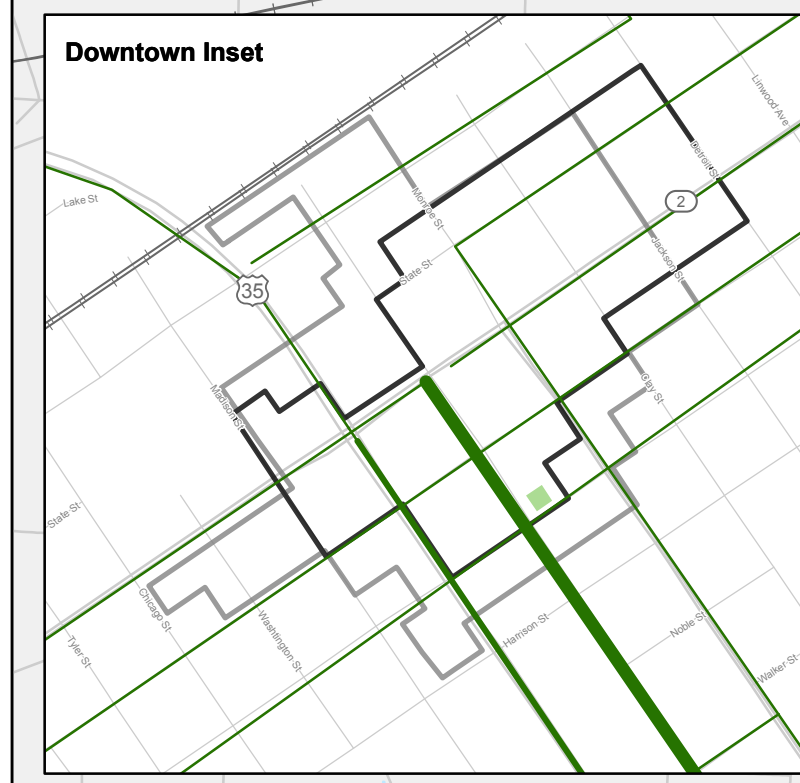 Downtown Inset
Linwood Ave
Detroit St
Lake St
Monroe St
2
Jackson St
State St
35
Madison St
Clay St
State St
Chicago St
Washington St
Harrison St
Noble St
Tyler St
Walker St